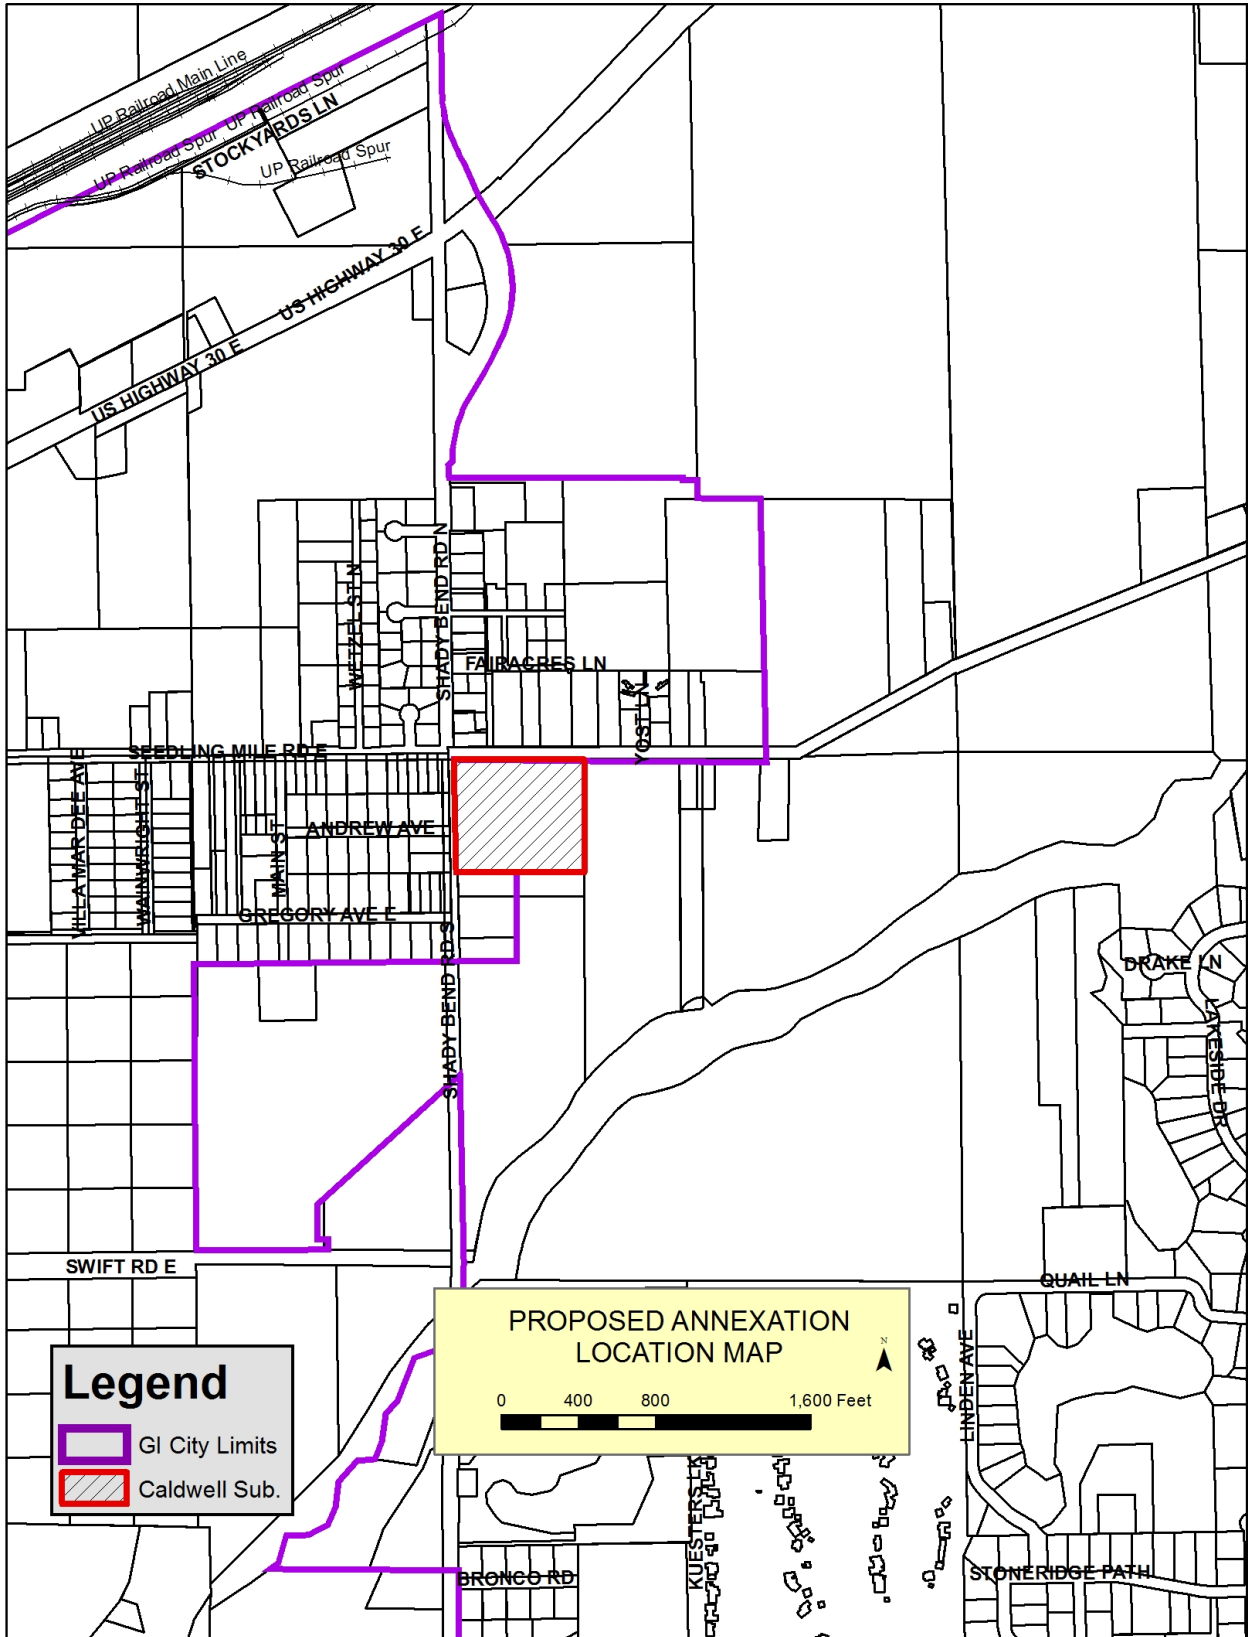 UP Railroad Main Line
UP Railroad Spur
UP Railroad Spur
STOCKYARDS LN
UP Railroad Spur
US HIGHWAY 30 E
US HIGHWAY 30 E
WETZEL ST N
SHADY BEND RD N
FAIRACRES LN
YOST LN
SEEDLING MILE RD E
VILLA MAR DEE AVE
WAINWRIGHT ST
MAIN ST
ANDREW AVE
GREGORY AVE E
SHADY BEND RD S
DRAKE LN
LAKESIDE DR
SWIFT RD E
QUAIL LN
LINDEN AVE
PROPOSED ANNEXATION
LOCATION MAP
N
0 400 800 1,600 Feet
Legend
GI City Limits
Caldwell Sub.
KUESTERS LK
BRONCO RD
STONERIDGE PATH